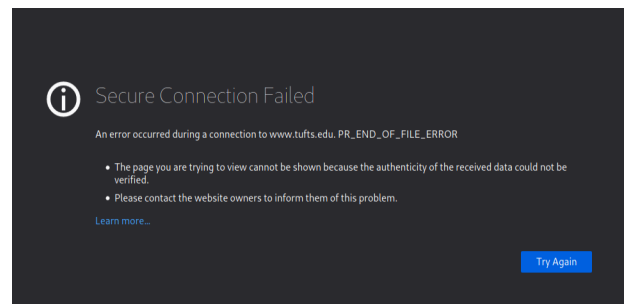 Secure Connection Failed
An error occurred during a connection to www.tufts.edu. PR_END_OF_FILE_ERROR
• The page you are trying to view cannot be shown because the authenticity of the received data could not be
verified.
• Please contact the website owners to inform them of this problem.
Learn more...
Try Again